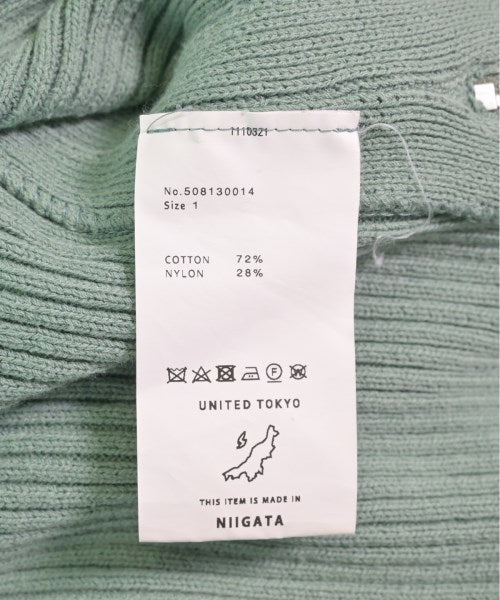 1110321
No.508130014
Size 1
COTTON 72%
NYLON 28%
UNITED TOKYO
THIS ITEM IS MADE IN
NIIGATA